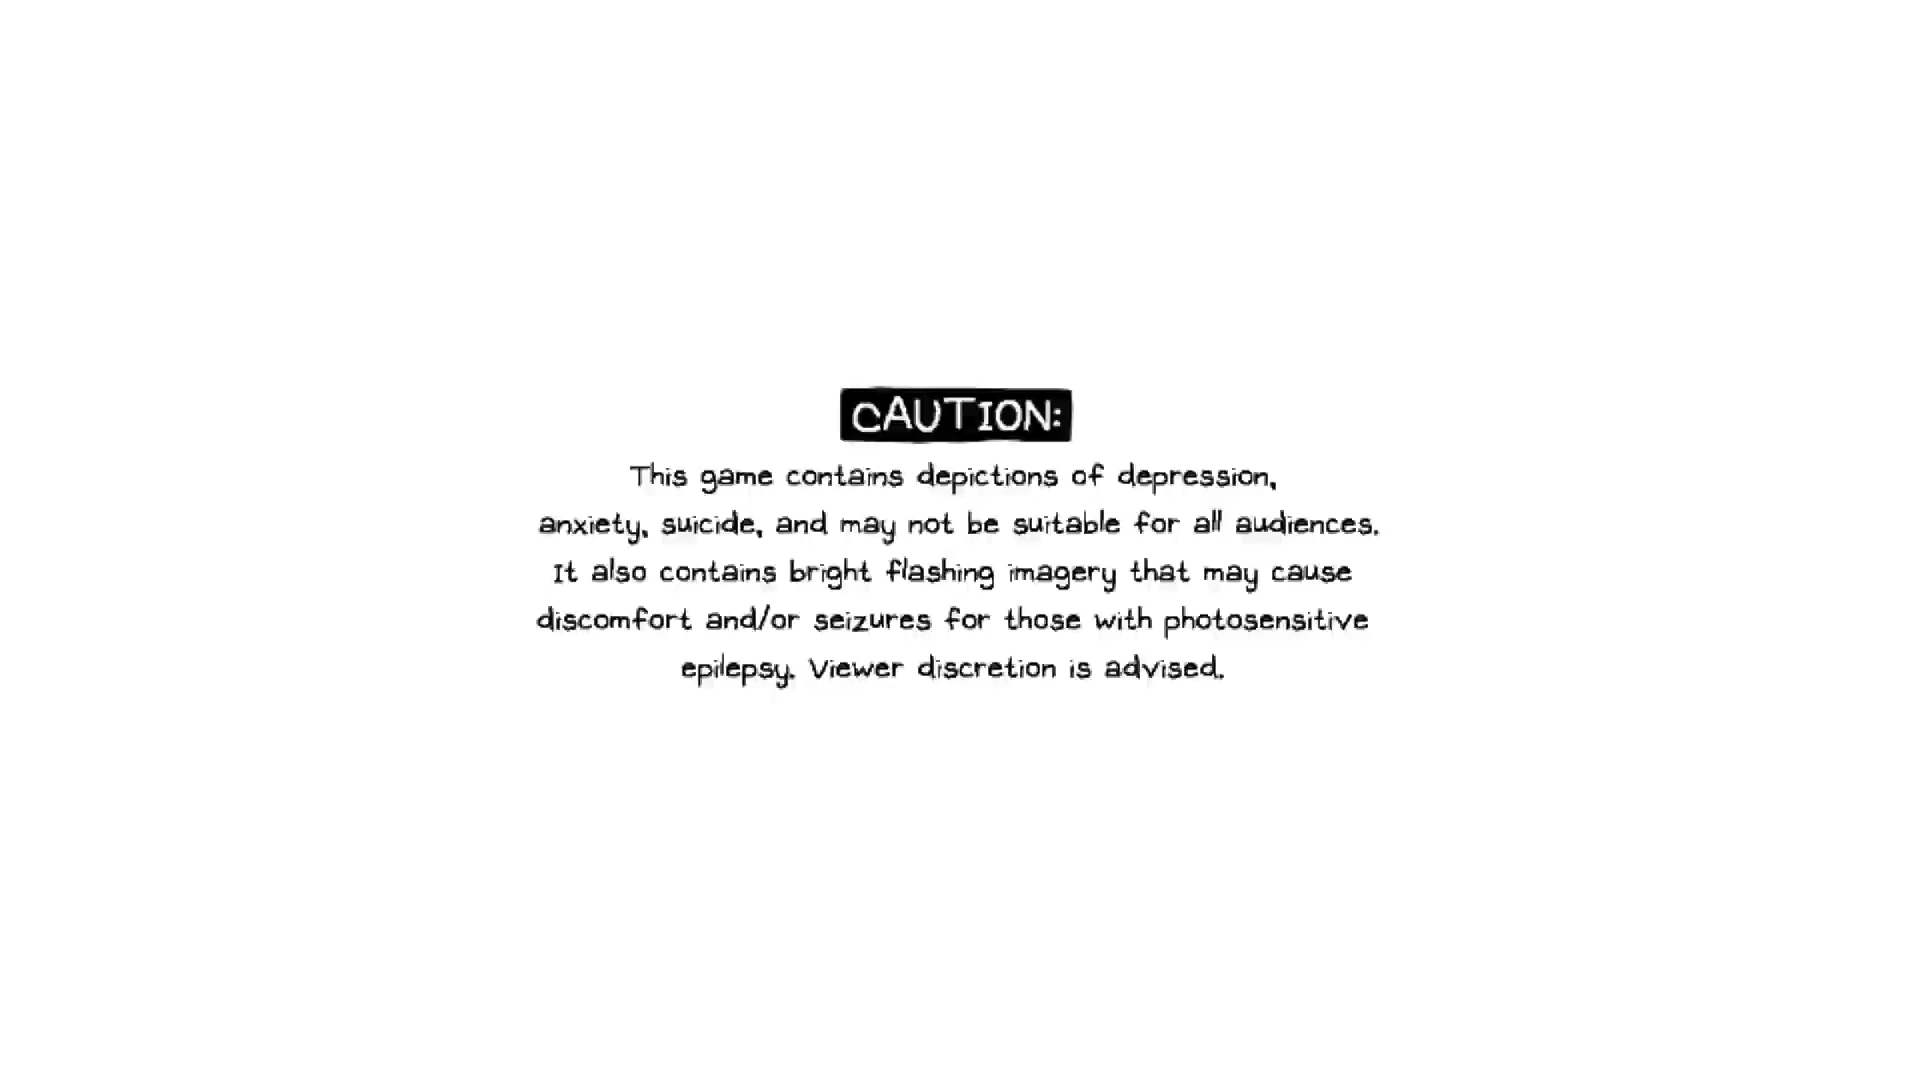 CAUTION:
This game contains depictions of depression,
anxiety, suicide, and may not be suitable for all audiences.
It also contains bright flashing imagery that may cause
discomfort and/or seizures for those with photosensitive
epilepsy. Viewer discretion is advised.